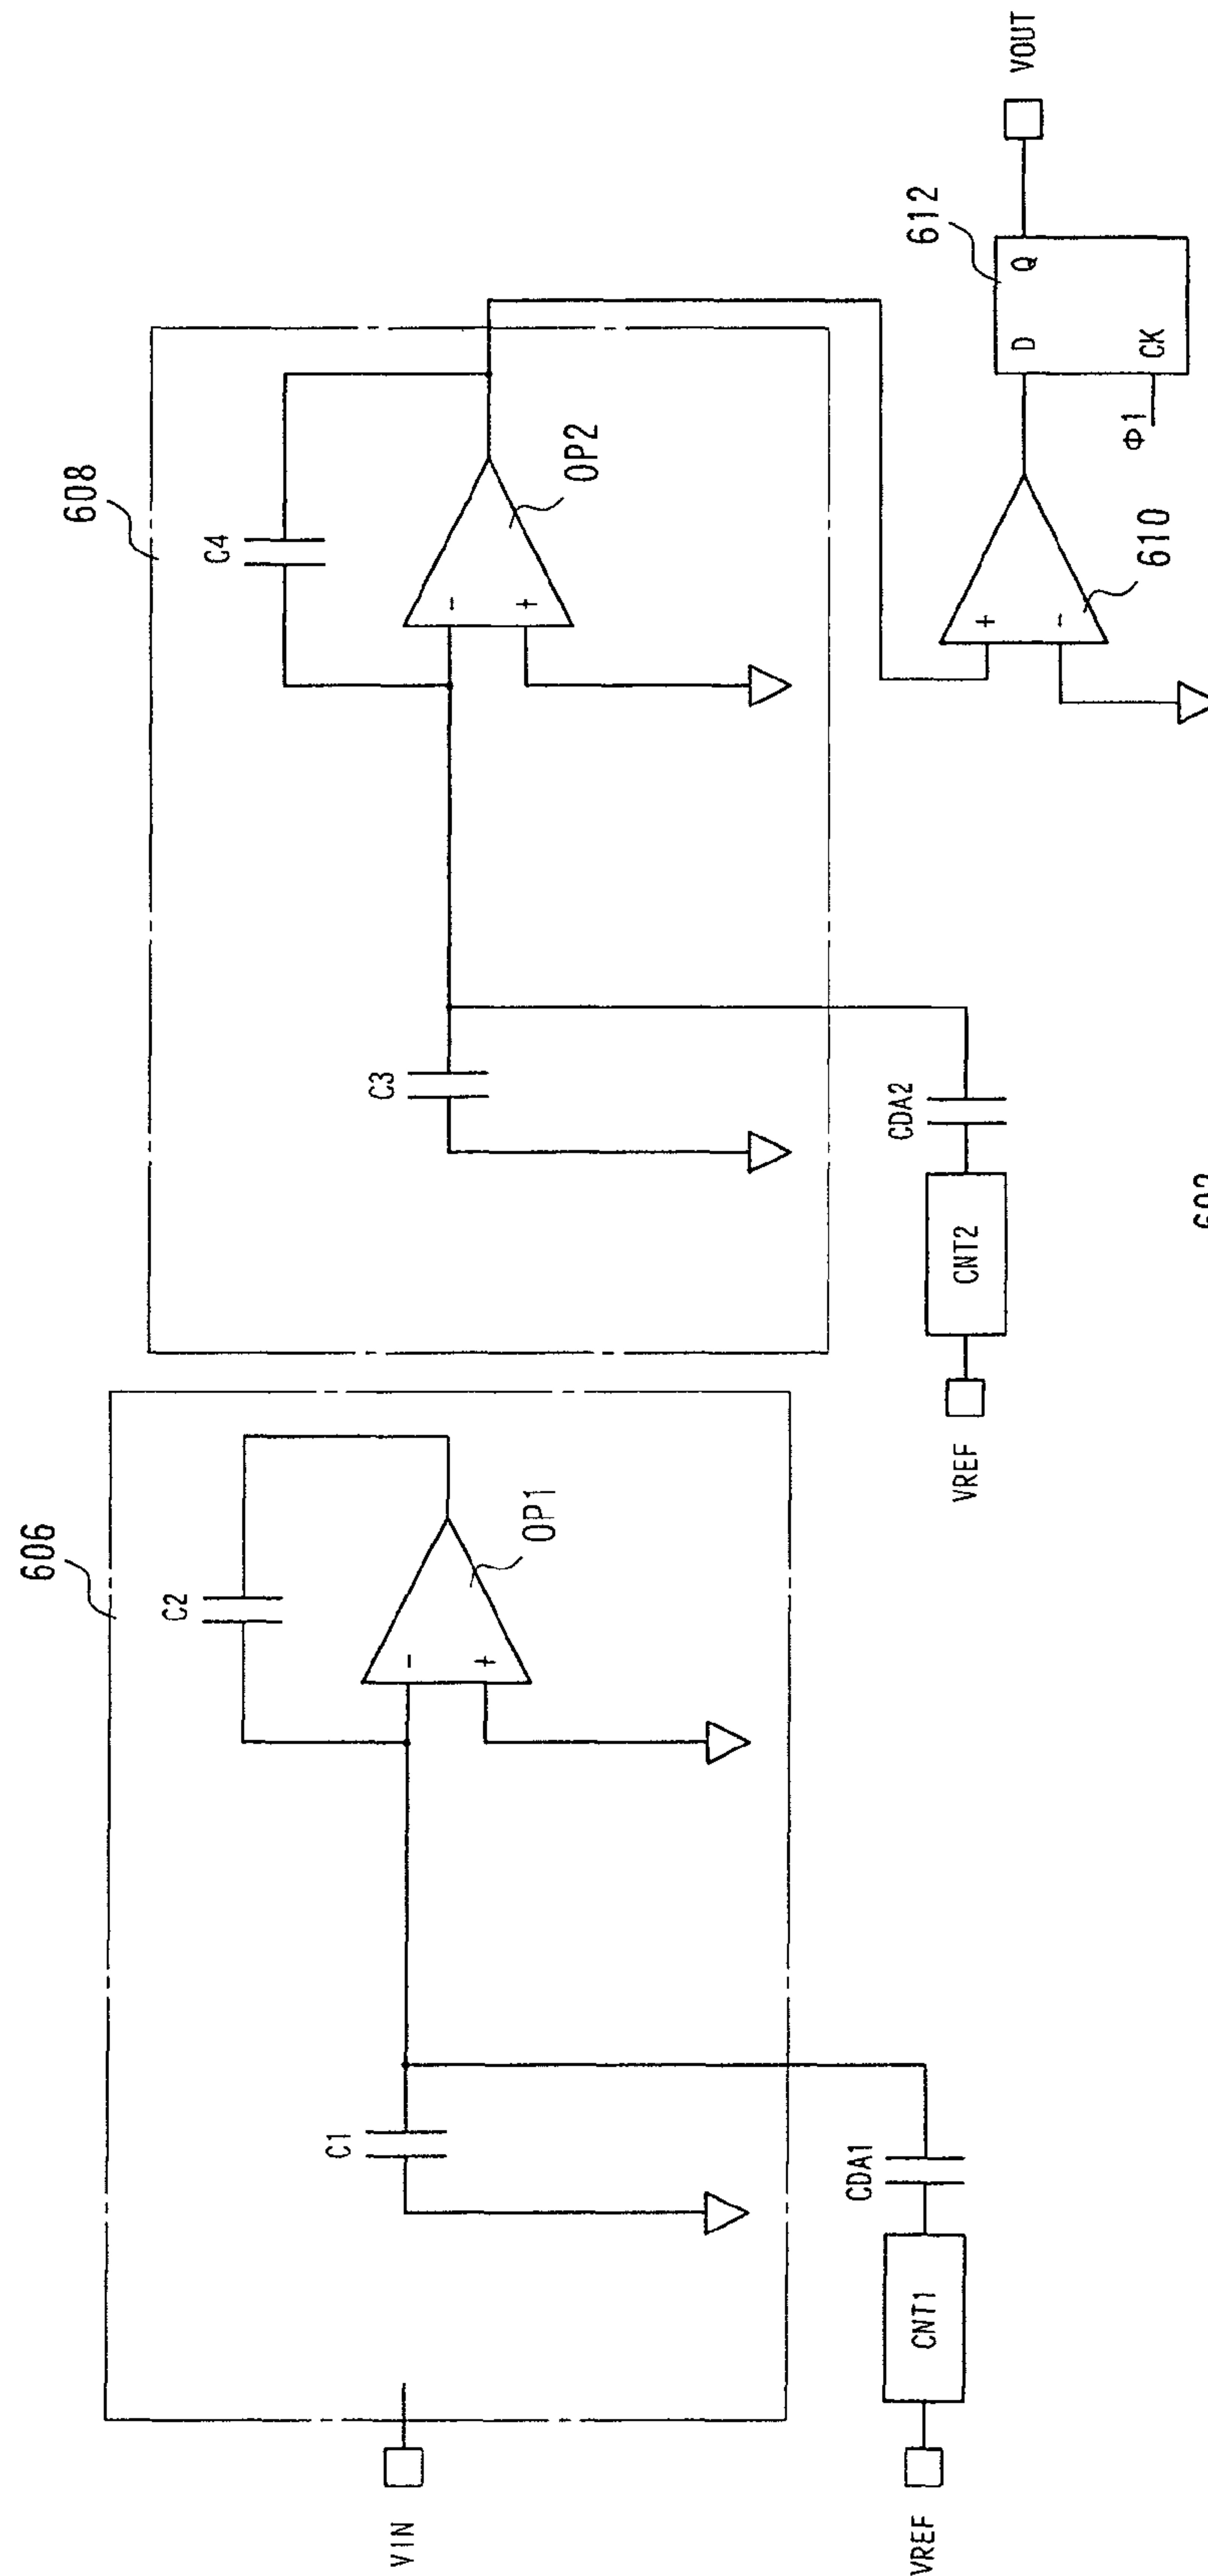 606
C2
OP1
-
+
C1
VIN
VREF
CNT1
CDA1
608
C4
OP2
-
+
C3
VREF
CNT2
CDA2
610
+
-
612
D
Q
CK
Φ1
VOUT